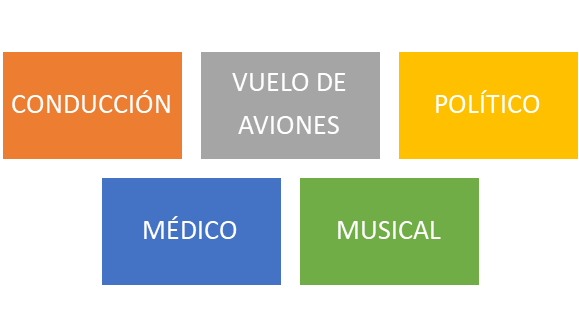 CONDUCCIÓN
VUELO DE
AVIONES
POLÍTICO
MÉDICO
MUSICAL